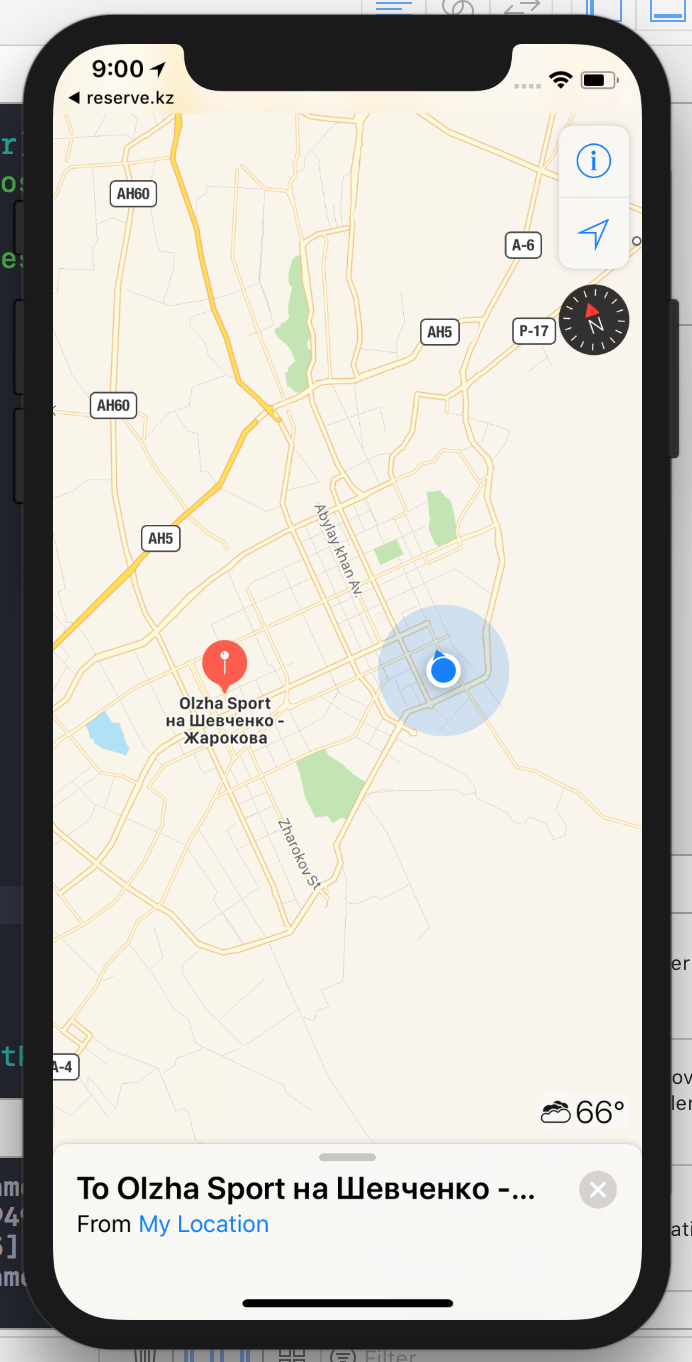 9:00
◀ reserve.kz
AH60
A-6
AH5
P-17
N
AH60
Abylay khan Av.
AH5
Olzha Sport
на Шевченко -
Жарокова
Zharokov St
A-4
66°
To Olzha Sport на Шевченко -...
From My Location
Filter